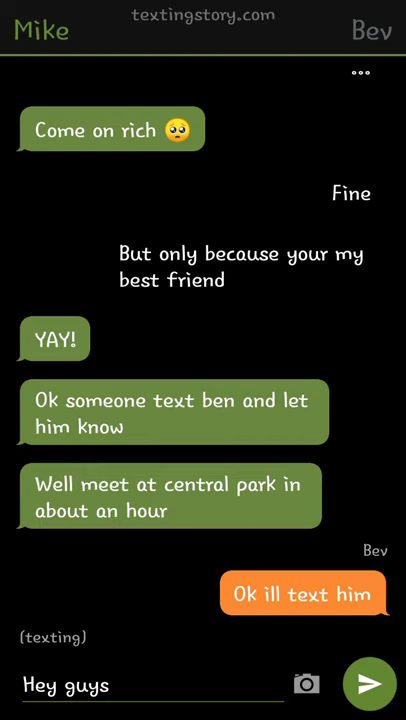 textingstory.com
Mike
Bev
...
Come on rich 🥺
Fine
But only because your my
best friend
YAY!
Ok someone text ben and let
him know
Well meet at central park in
about an hour
Bev
Ok ill text him
(texting)
Hey guys